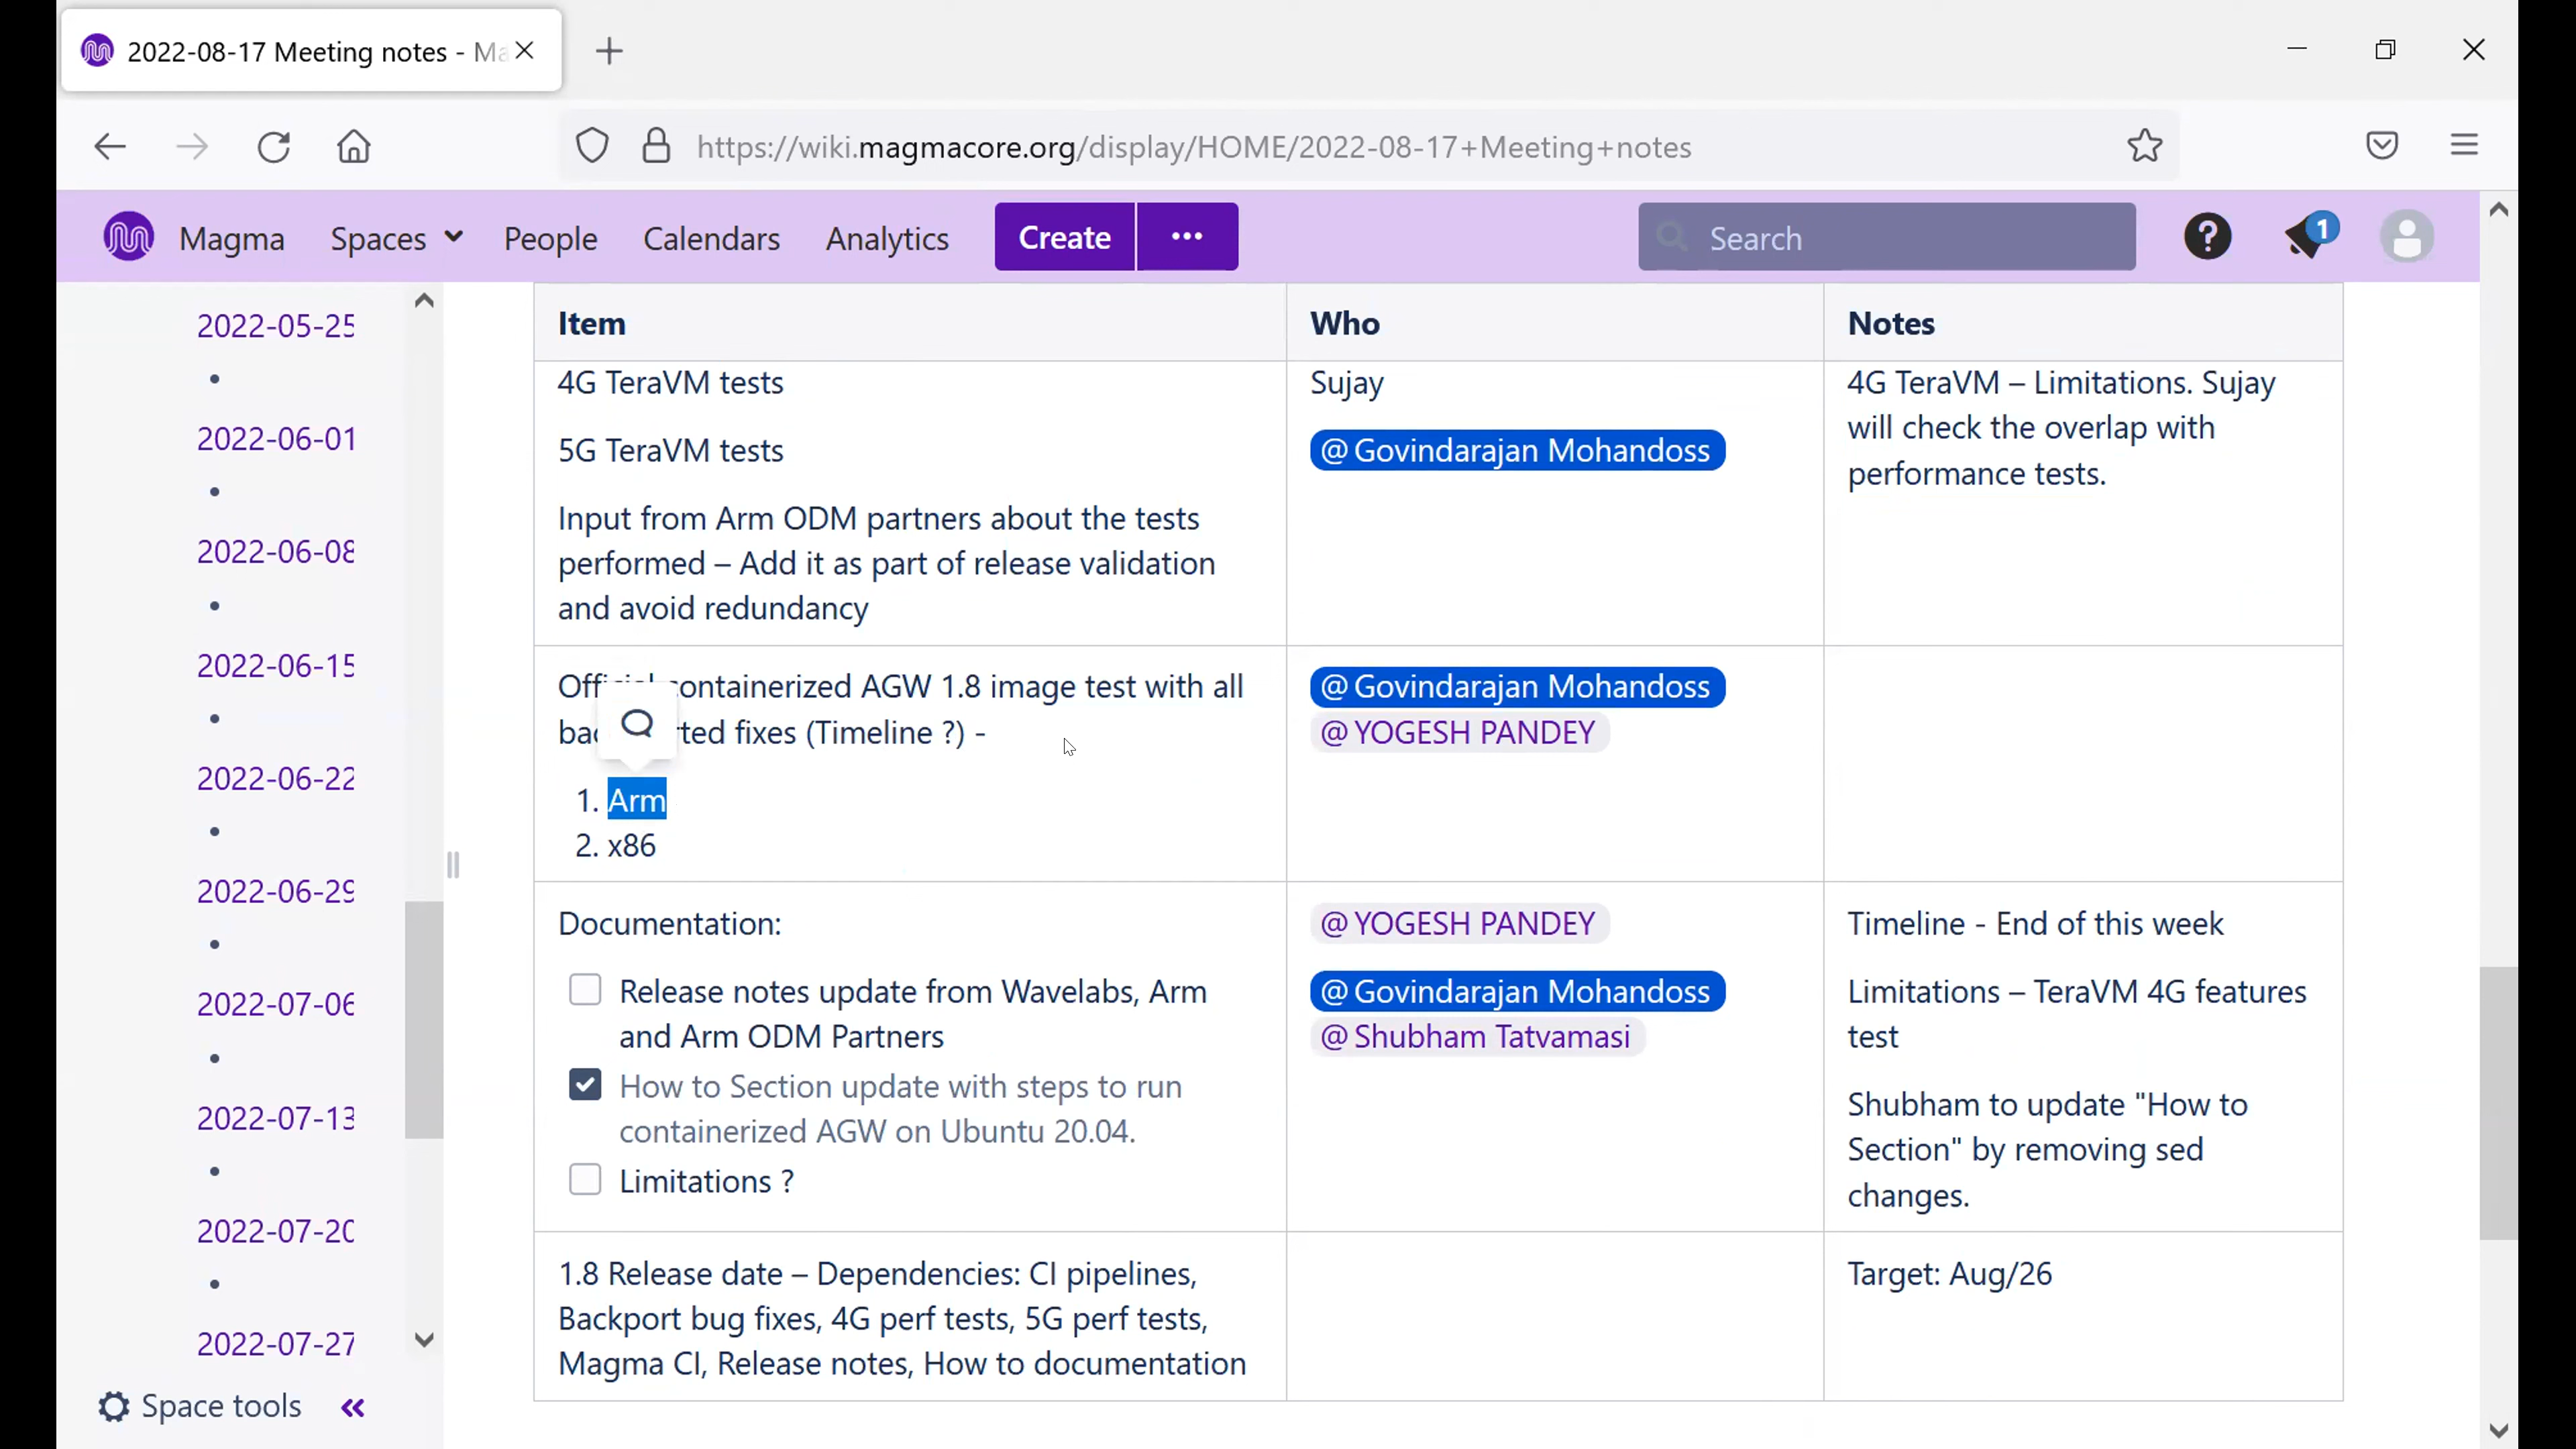 2022-08-17 Meeting notes - Ma
https://wiki.magmacore.org/display/HOME/2022-08-17+Meeting+notes
Magma Spaces People Calendars Analytics Create ••• Search ? 1
2022-05-25
2022-06-01
2022-06-08
2022-06-15
2022-06-22
2022-06-29
2022-07-06
2022-07-13
2022-07-20
2022-07-27
Space tools «
Item Who Notes
4G TeraVM tests
5G TeraVM tests
Input from Arm ODM partners about the tests
performed – Add it as part of release validation
and avoid redundancy
Sujay
@Govindarajan Mohandoss
4G TeraVM – Limitations. Sujay
will check the overlap with
performance tests.
containerized AGW 1.8 image test with all
fixes (Timeline ?) -
1. Arm
2. x86
@Govindarajan Mohandoss
@YOGESH PANDEY
Documentation:
Release notes update from Wavelabs, Arm
and Arm ODM Partners
How to Section update with steps to run
containerized AGW on Ubuntu 20.04.
Limitations ?
@YOGESH PANDEY
@Govindarajan Mohandoss
@Shubham Tatvamasi
Timeline - End of this week
Limitations – TeraVM 4G features
test
Shubham to update "How to
Section" by removing sed
changes.
1.8 Release date – Dependencies: CI pipelines,
Backport bug fixes, 4G perf tests, 5G perf tests,
Magma CI, Release notes, How to documentation
Target: Aug/26